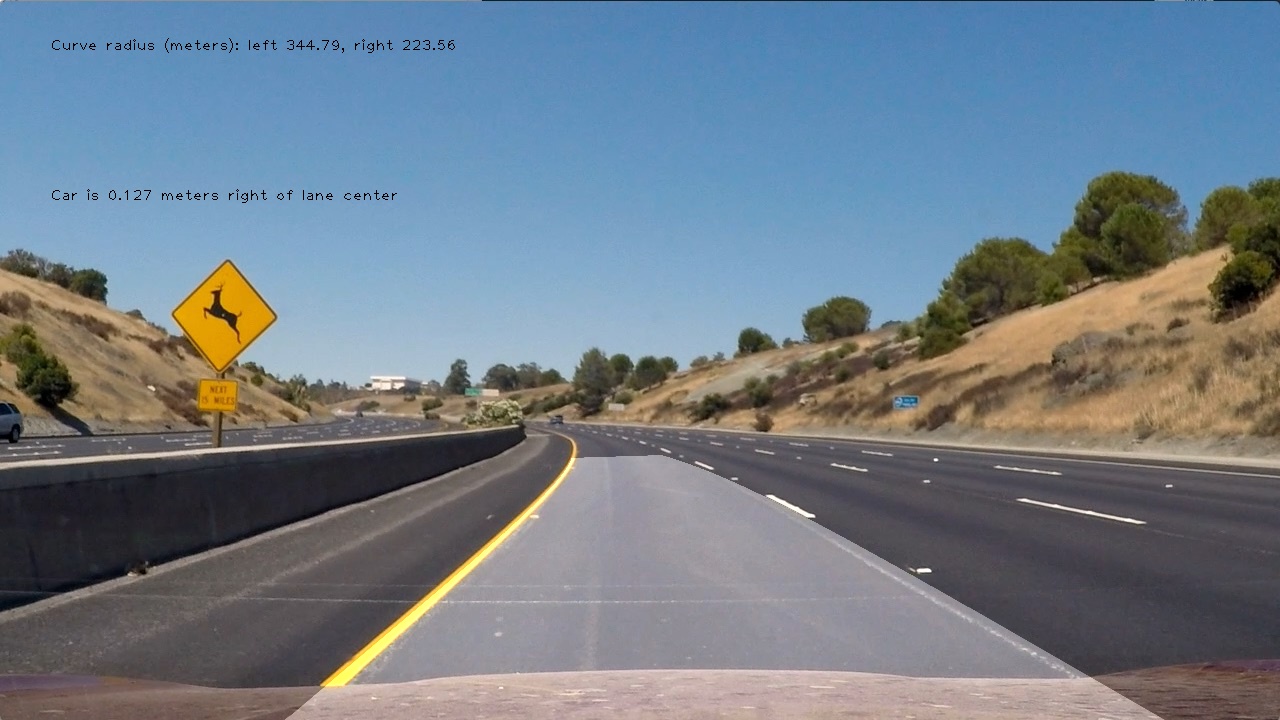 Curve radius (meters): left 344.79, right 223.56
Car is 0.127 meters right of lane center
NEXT
15 MILES